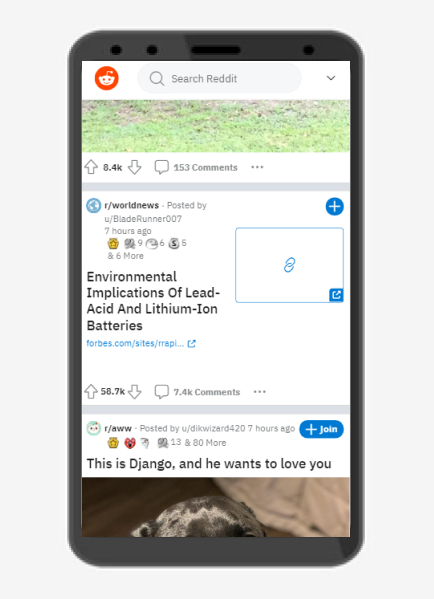 Search Reddit
8.4k
153 Comments
r/worldnews · Posted by
u/BladeRunner007
7 hours ago
9 6 5
& 6 More
Environmental
Implications Of Lead-
Acid And Lithium-Ion
Batteries
forbes.com/sites/rrapi...
58.7k
7.4k Comments
r/aww · Posted by u/dikwizard420 7 hours ago
Join
13 & 80 More
This is Django, and he wants to love you